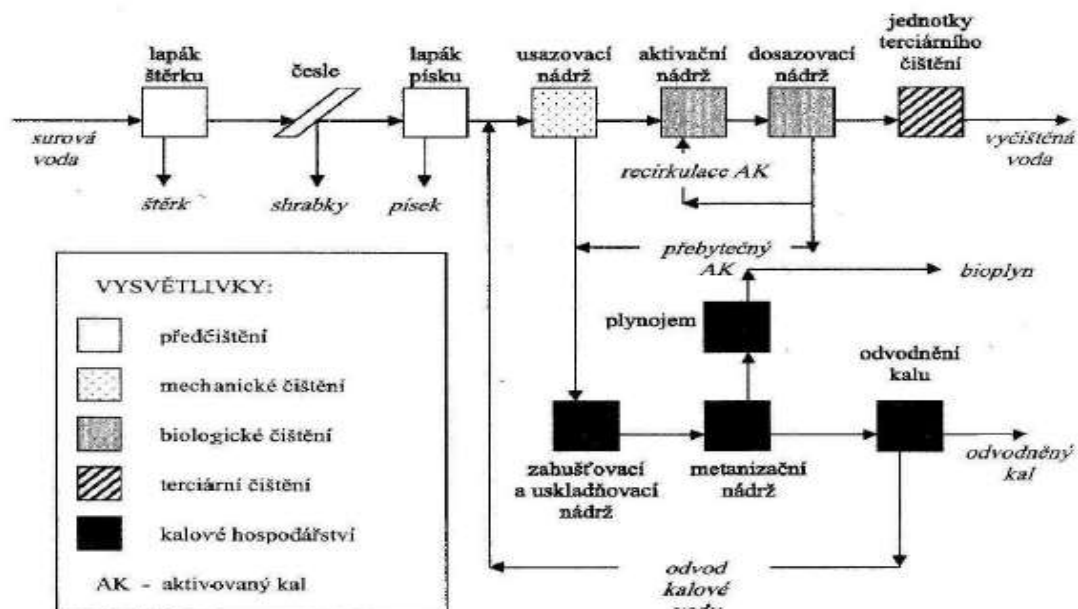 lapák
štěrku
česle
lapák
písku
usazovací
nádrž
aktivační
nádrž
dosazovací
nádrž
jednotky
terciárního
čištění
surová
voda
vyčištčná
voda
štěrk
shrabky
písek
recirkulace AK
přebytečný
AK
bioplyn
plynojem
odvodnění
kalu
zahušťovací
a uskladňovací
nádrž
metanizační
nádrž
odvodněný
kal
odvod
kalové
vody
VYSVĚTLIVKY:
předčištění
mechanické čištění
biologické čištění
terciární čištění
kalové hospodářství
AK - aktivovaný kal